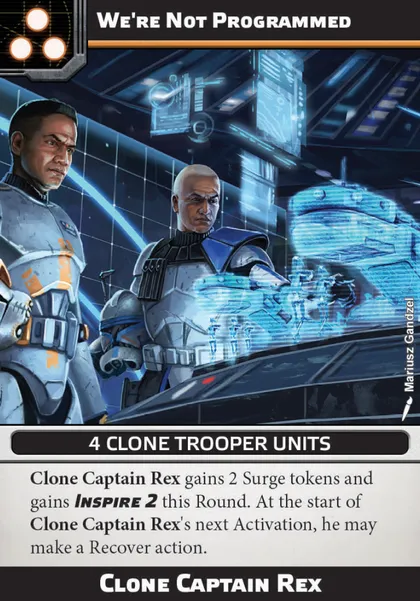 We're Not Programmed
Mariusz Gandzel
4 CLONE TROOPER UNITS
Clone Captain Rex gains 2 Surge tokens and
gains Inspire 2 this Round. At the start of
Clone Captain Rex's next Activation, he may
make a Recover action.
Clone Captain Rex